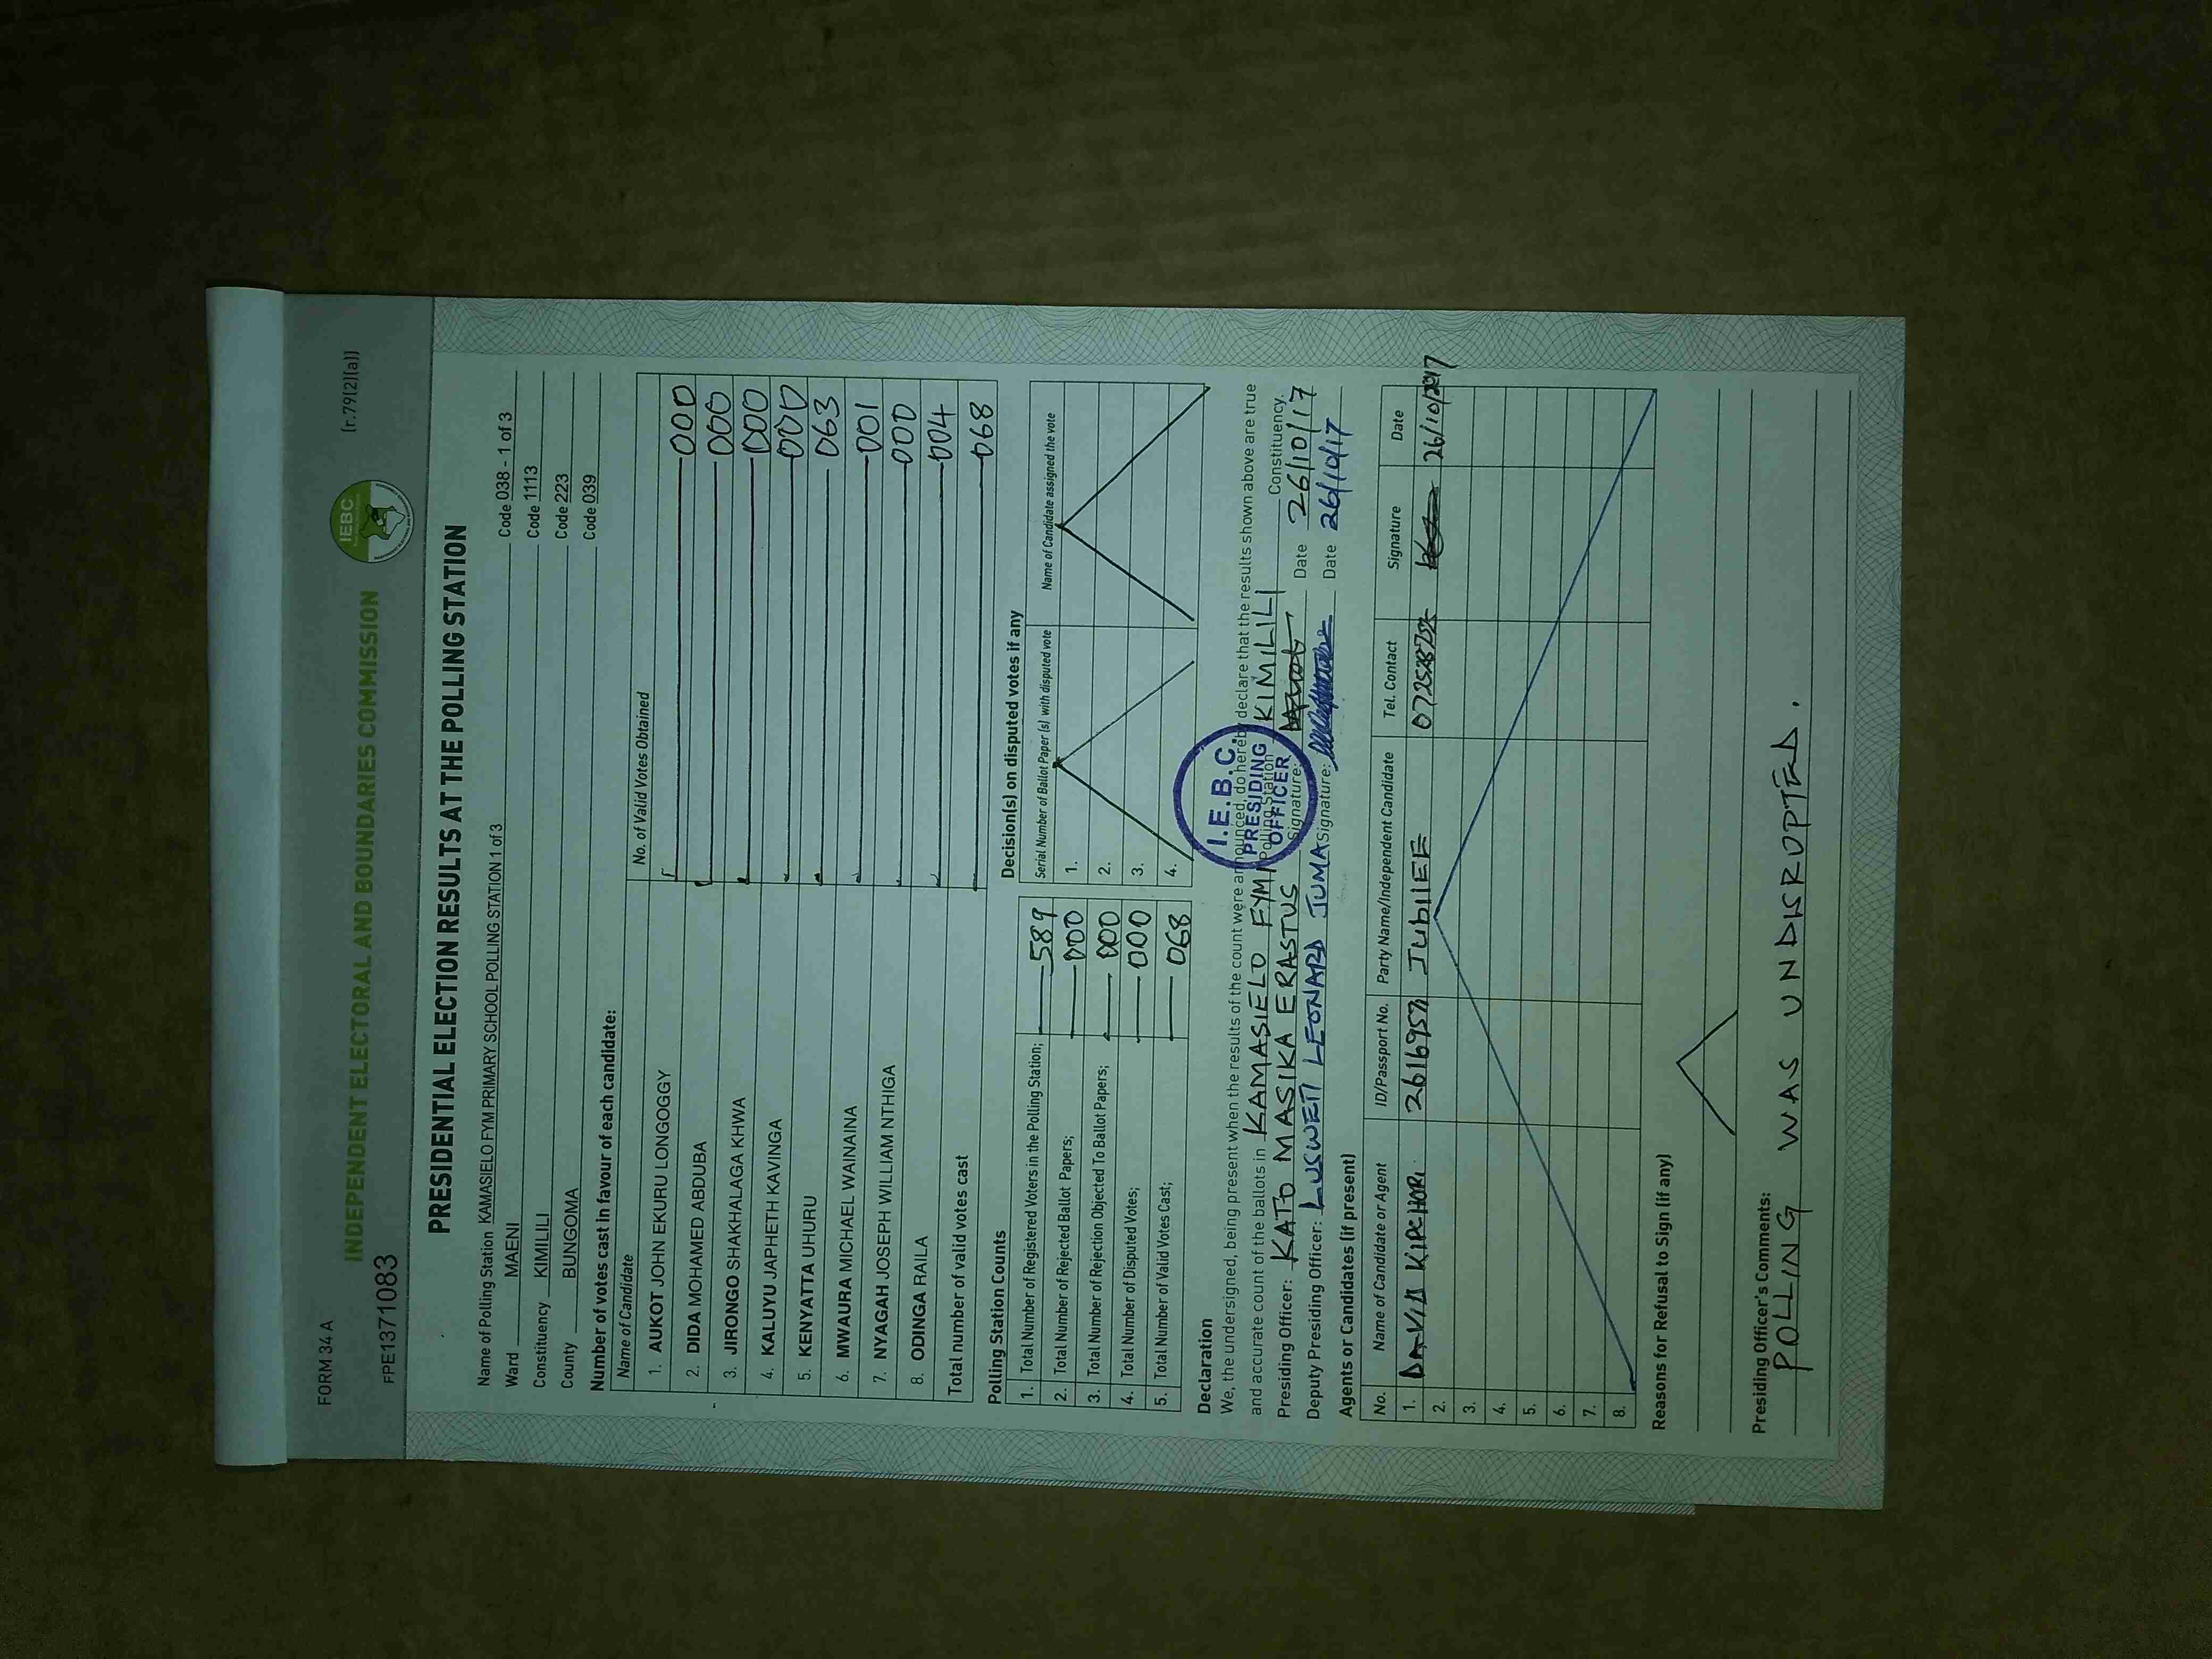 FORM 34 A
(r.79(2)(a))
INDEPENDENT ELECTORAL AND BOUNDARIES COMMISSION
IEBC
FPE1371083
PRESIDENTIAL ELECTION RESULTS AT THE POLLING STATION
Name of Polling Station KAMASIELO FYM PRIMARY SCHOOL POLLING STATION 1 of 3 Code 038 - 1 of 3
Ward MAENI Code 1113
Constituency KIMILILI Code 223
County BUNGOMA Code 039
Number of votes cast in favour of each candidate:
Name of Candidate No. of Valid Votes Obtained
1. AUKOT JOHN EKURU LONGOGGY 000
2. DIDA MOHAMED ABDUBA 000
3. JIRONGO SHAKHALAGA KHWA 000
4. KALUYU JAPHETH KAVINGA 000
5. KENYATTA UHURU 063
6. MWAURA MICHAEL WAINAINA 001
7. NYAGAH JOSEPH WILLIAM NTHIGA 000
8. ODINGA RAILA 004
Total number of valid votes cast 068
Polling Station Counts
1. Total Number of Registered Voters in the Polling Station; 589
2. Total Number of Rejected Ballot Papers; 000
3. Total Number of Rejection Objected To Ballot Papers; 000
4. Total Number of Disputed Votes; 000
5. Total Number of Valid Votes Cast; 068
Decision(s) on disputed votes if any
Serial Number of Ballot Paper (s) with disputed vote Name of Candidate assigned the vote
1.
2.
3.
4.
Declaration
We, the undersigned, being present when the results of the count were announced, do hereby declare that the results shown above are true
and accurate count of the ballots in KAMASIELO FYM Polling Station KIMILILI Constituency.
Presiding Officer: KATO MASIKA ERASTUS Signature: Date 26/10/17
Deputy Presiding Officer: LUSWETI LEONARD JUMA Signature: Date 26/10/17
I.E.B.C.
PRESIDING
OFFICER
Agents or Candidates (if present)
No. Name of Candidate or Agent ID/Passport No. Party Name/Independent Candidate Tel. Contact Signature Date
1. DAVID JUbIlEE 26/10/2017
2.
3.
4.
5.
6.
7.
8.
Reasons for Refusal to Sign (if any)
Presiding Officer's Comments:
POLLING WAS UNDISRUPTED.